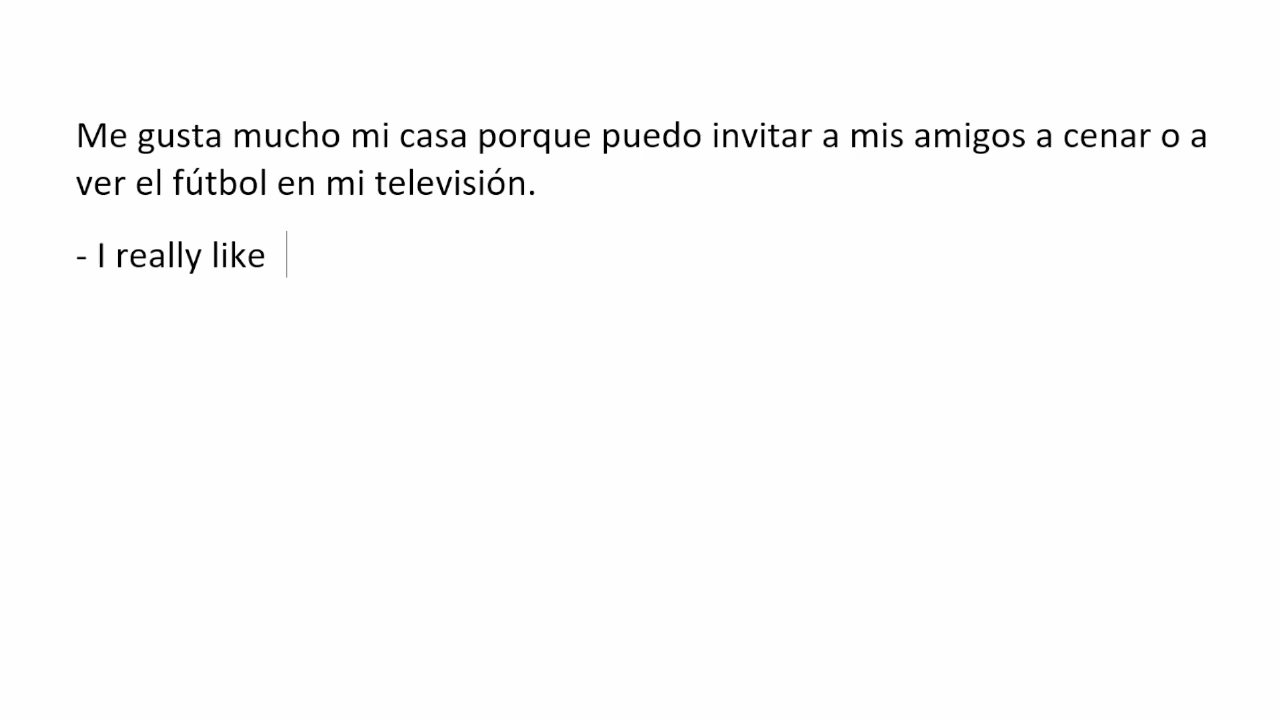 Me gusta mucho mi casa porque puedo invitar a mis amigos a cenar o a
ver el fútbol en mi televisión.
- I really like